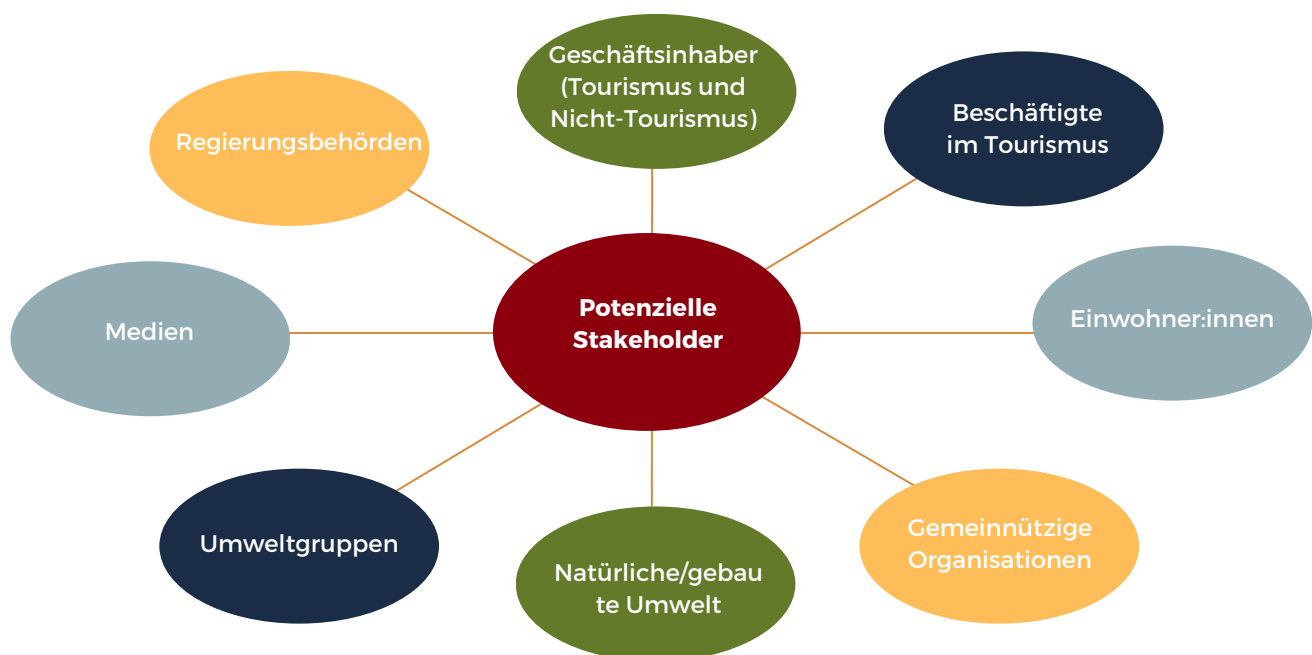 Geschäftsinhaber
(Tourismus und
Nicht-Tourismus)
Beschäftigte
im Tourismus
Regierungsbehörden
Potenzielle
Stakeholder
Medien
Einwohner:innen
Umweltgruppen
Gemeinnützige
Organisationen
Natürliche/gebau
te Umwelt